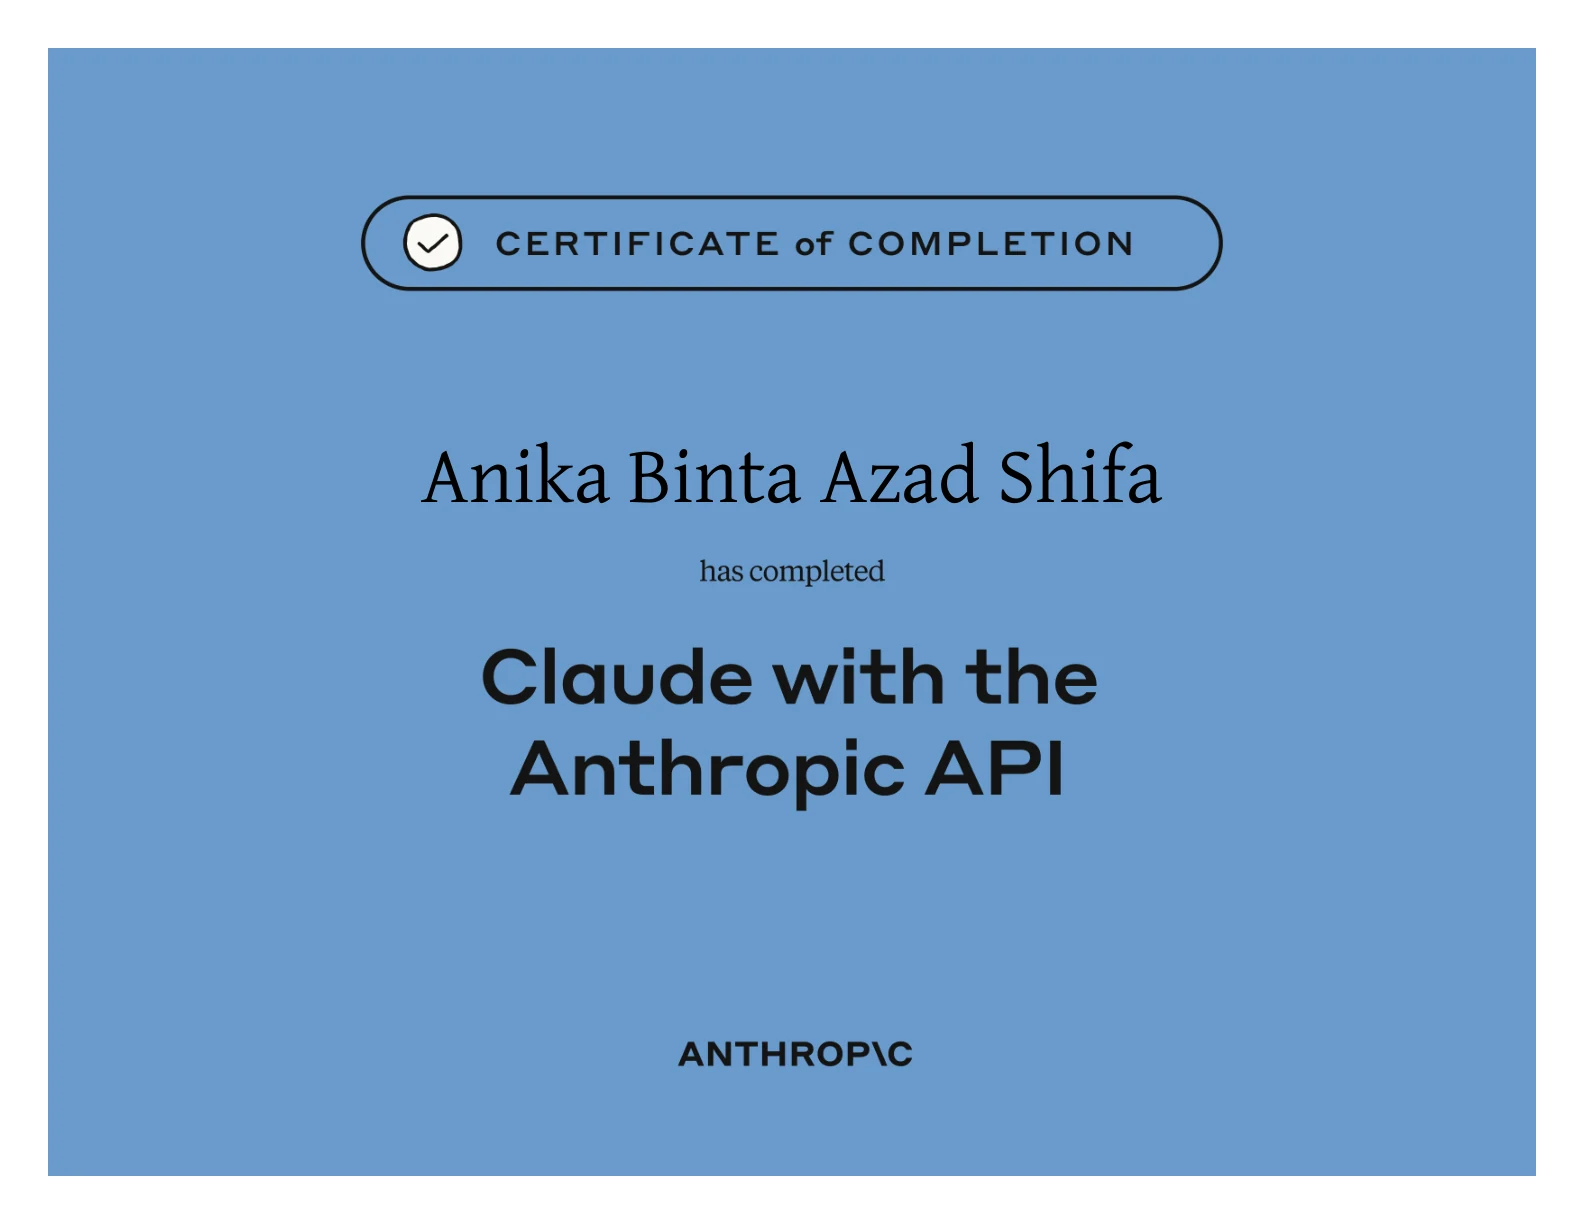 CERTIFICATE of COMPLETION
Anika Binta Azad Shifa
has completed
Claude with the
Anthropic API
ANTHROP\C